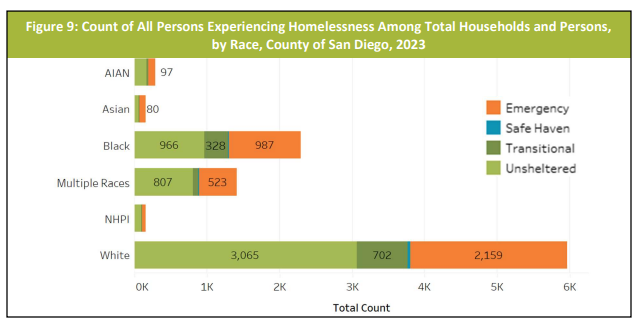 Figure 9: Count of All Persons Experiencing Homelessness Among Total Households and Persons,
by Race, County of San Diego, 2023
AIAN 97
Asian 80
Black 966 328 987
Multiple Races 807 523
NHPI
White 3,065 702 2,159
Emergency
Safe Haven
Transitional
Unsheltered
0K 1K 2K 3K 4K 5K 6K
Total Count